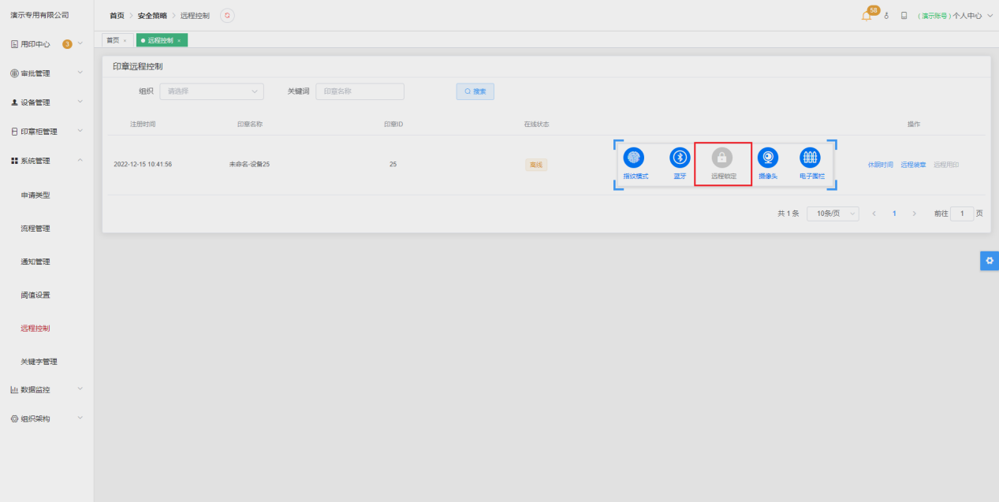 演示专用有限公司
首页 > 安全策略 > 远程控制
58
(演示账号)个人中心
用印中心 3
审批管理
设备管理
印章柜管理
系统管理
申请类型
流程管理
通知管理
阈值设置
远程控制
关键字管理
数据监控
组织架构
首页 ×
远程控制 ×
印章远程控制
组织 请选择 关键词 印章名称 搜索
注册时间 印章名称 印章ID 在线状态 操作
2022-12-15 10:41:56 未命名-设备25 25 离线 指纹模式 蓝牙 远程锁定 摄像头 电子围栏 休眠时间 远程装章 远程用印
共 1 条 10条/页 < 1 > 前往 1 页